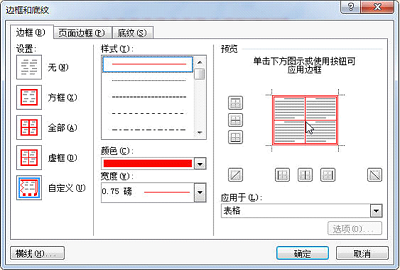 边框和底纹
边框(B) 页面边框(P) 底纹(S)
设置:
无(N)
方框(X)
全部(A)
虚框(D)
自定义(U)
样式(Y):
颜色(C):
宽度(W):
0.75 磅
预览
单击下方图示或使用按钮可
应用边框
应用于(L):
表格
选项(O)...
横线(H)...
确定
取消